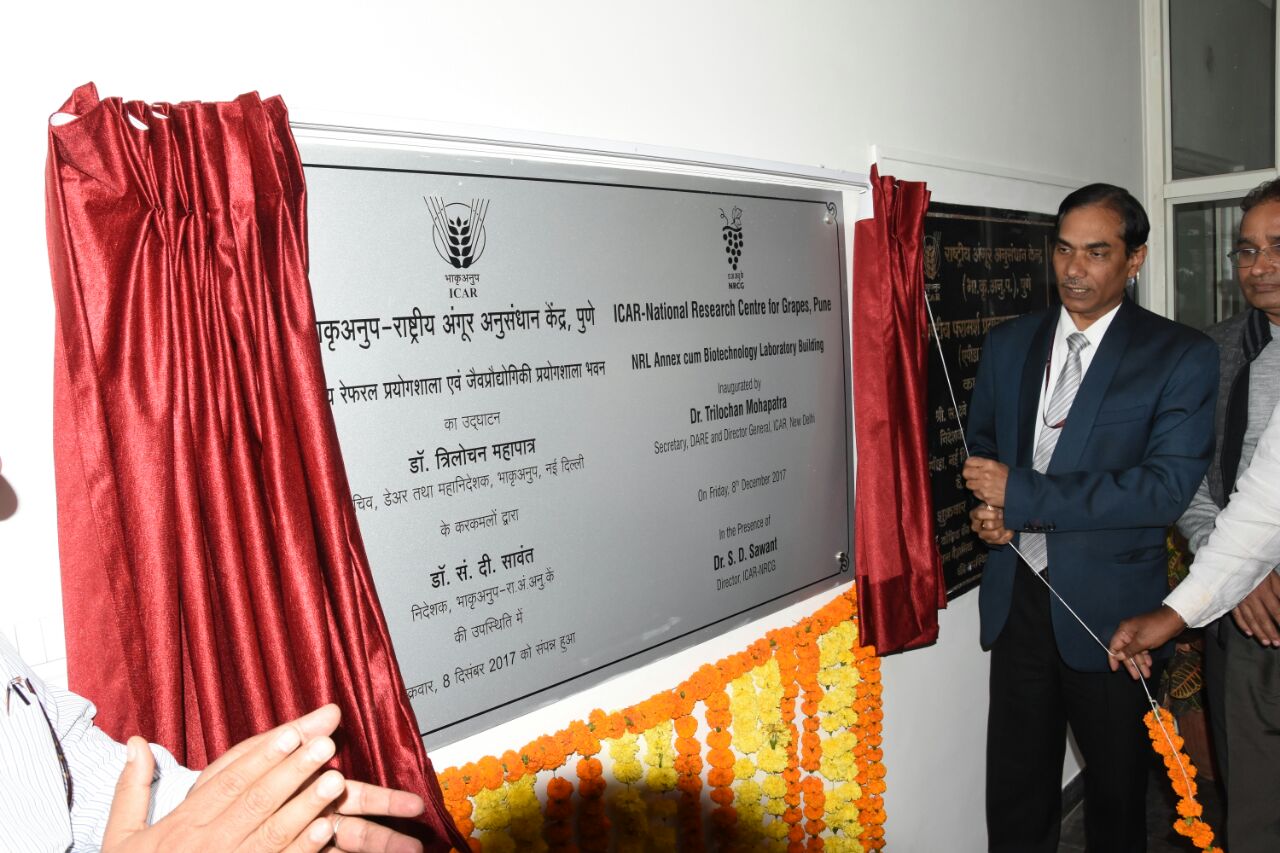 भाकृअनुप
ICAR
NRCG
भाकृअनुप-राष्ट्रीय अंगूर अनुसंधान केंद्र, पुणे
रेफरल प्रयोगशाला एवं जैवप्रौद्योगिकी प्रयोगशाला भवन
का उद्घाटन
डॉ. त्रिलोचन महापात्र
डेअर तथा महानिदेशक, भाकृअनुप, नई दिल्ली
के करकमलों द्वारा
डॉ. सं. दी. सावंत
निदेशक, भाकृअनुप-रा.अं.अनु.कें
की उपस्थिति में
8 दिसंबर 2017 को संपन्न हुआ
ICAR-National Research Centre for Grapes, Pune
NRL Annex cum Biotechnology Laboratory Building
Inaugurated by
Dr. Trilochan Mohapatra
Secretary, DARE and Director General, ICAR, New Delhi
On Friday, 8th December 2017
In the Presence of
Dr. S. D. Sawant
Director, ICAR-NRCG
राष्ट्रीय अंगूर अनुसंधान केन्द्र
(भा.कृ.अनु.प.), पुणे
शुक्रवार